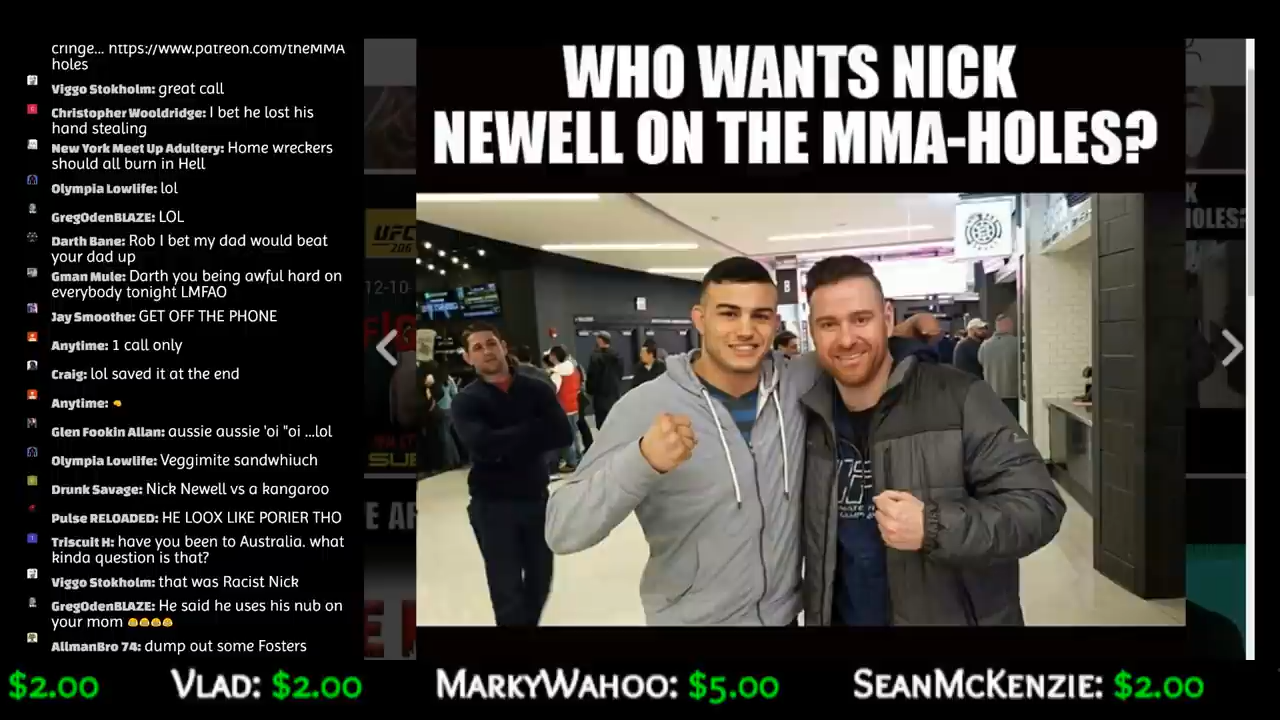 cringe... https://www.patreon.com/theMMA
holes
Viggo Stokholm: great call
Christopher Wooldridge: I bet he lost his
hand stealing
New York Meet Up Adultery: Home wreckers
should all burn in Hell
Olympia Lowlife: lol
GregOdenBLAZE: LOL
Darth Bane: Rob I bet my dad would beat
your dad up
Gman Mule: Darth you being awful hard on
everybody tonight LMFAO
Jay Smoothe: GET OFF THE PHONE
Anytime: 1 call only
Craig: lol saved it at the end
Anytime:
Glen Fookin Allan: aussie aussie 'oi "oi ...lol
Olympia Lowlife: Veggimite sandwhiuch
Drunk Savage: Nick Newell vs a kangaroo
Pulse RELOADED: HE LOOX LIKE PORIER THO
Triscuit H: have you been to Australia. what
kinda question is that?
Viggo Stokholm: that was Racist Nick
GregOdenBLAZE: He said he uses his nub on
your mom
AllmanBro 74: dump out some Fosters
WHO WANTS NICK
NEWELL ON THE MMA-HOLES?
UFC
206
12-10-
$2.00 VLAD: $2.00 MARKYWAHOO: $5.00 SEANMCKENZIE: $2.00